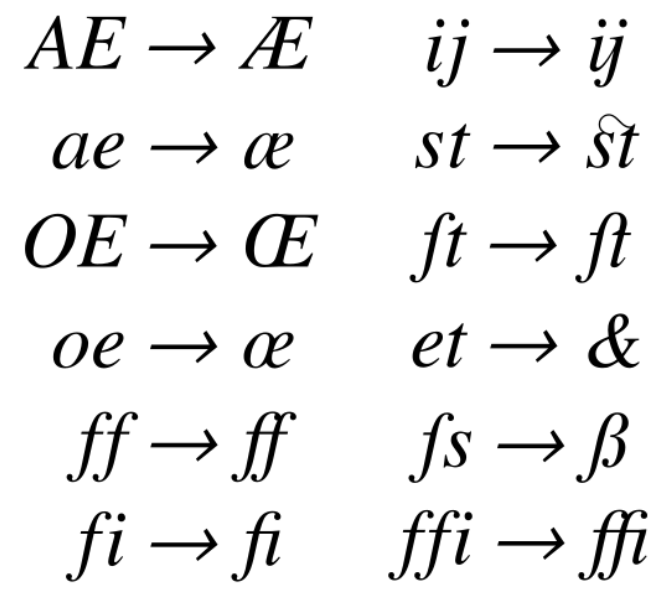 AE → Æ ij → ĳ
ae → æ st → st
OE → Œ ſt → ſt
oe → œ et → &
ff → ff ſs → ß
fi → fi ffi → ffi